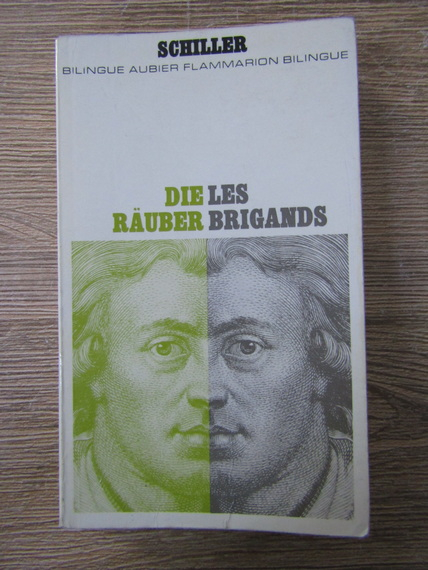 SCHILLER
BILINGUE AUBIER FLAMMARION BILINGUE
DIE LES
RÄUBER BRIGANDS